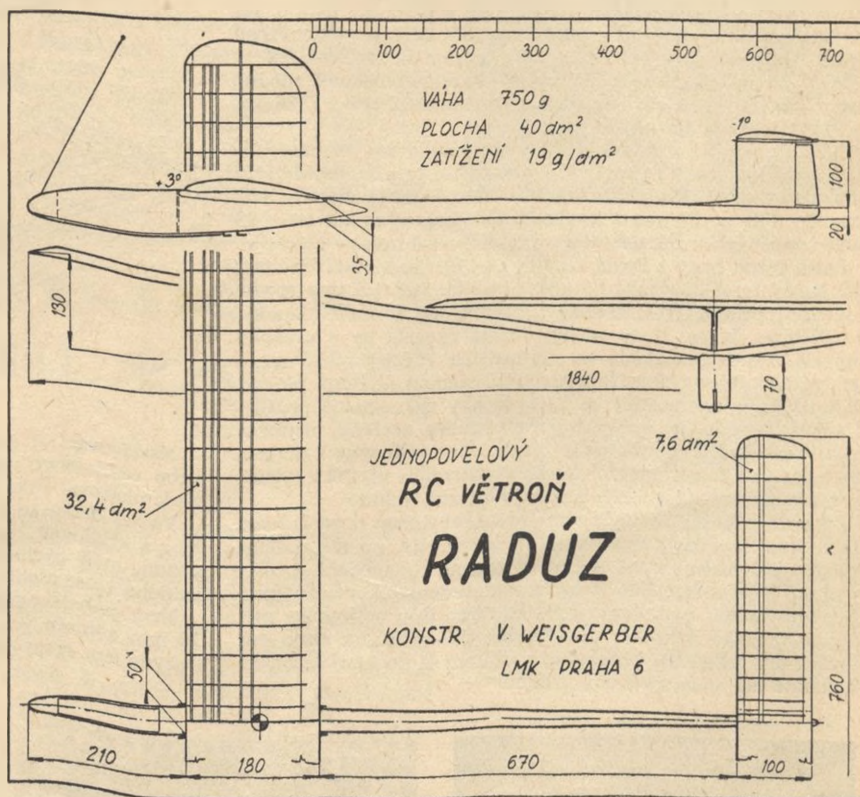 0 100 200 300 400 500 600 700
VÁHA 750 g
PLOCHA 40 dm²
ZATÍŽENÍ 19 g/dm²
-1°
+3°
100
20
35
130
1840
70
JEDNOPOVELOVÝ
RC VĚTROŇ
RADÚZ
7,6 dm²
32,4 dm²
KONSTR. V. WEISGERBER
LMK PRAHA 6
50
760
210
180
670
100